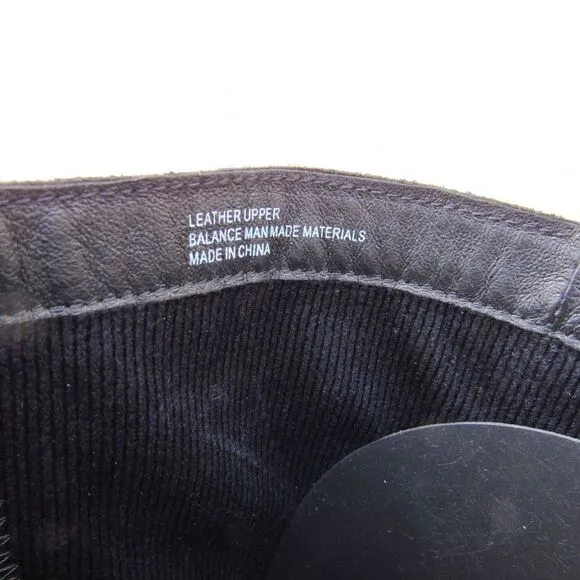 LEATHER UPPER
BALANCE MAN MADE MATERIALS
MADE IN CHINA